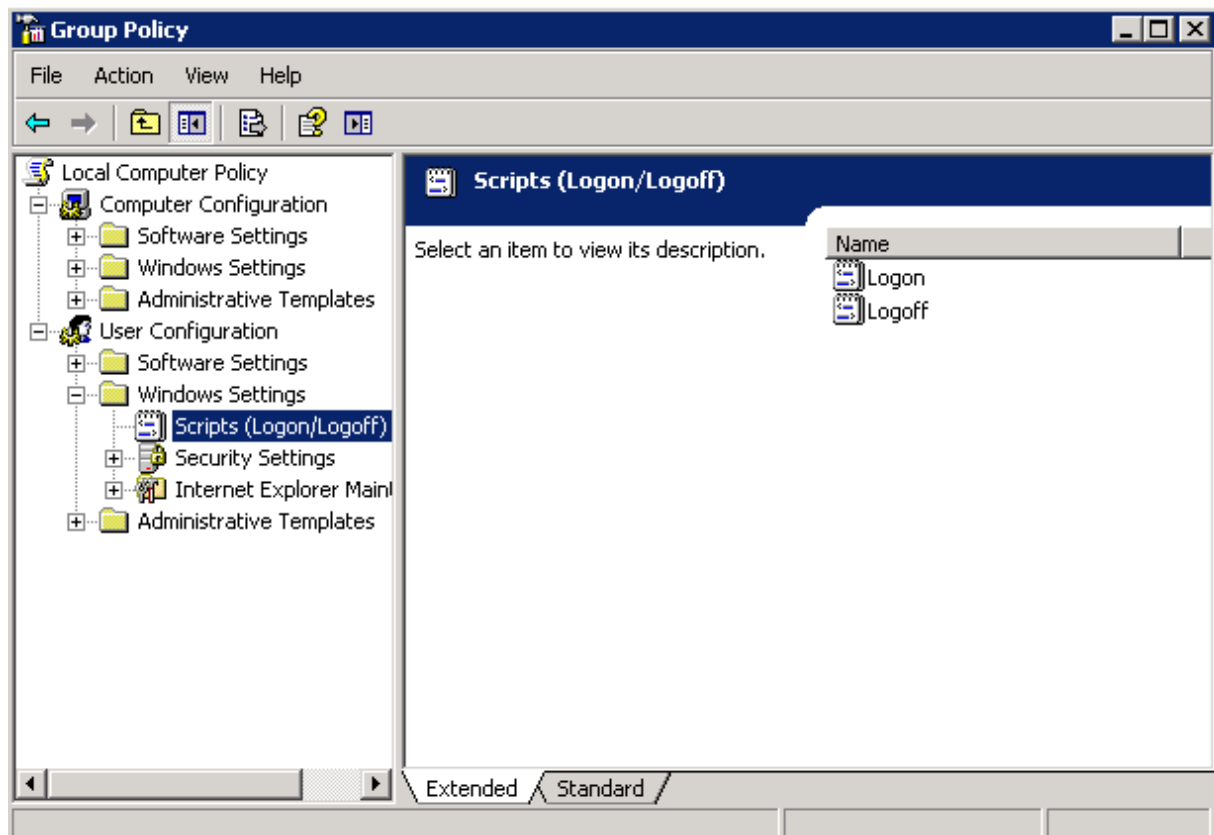 Group Policy
File Action View Help
Local Computer Policy
Computer Configuration
Software Settings
Windows Settings
Administrative Templates
User Configuration
Software Settings
Windows Settings
Scripts (Logon/Logoff)
Security Settings
Internet Explorer Main
Administrative Templates
Scripts (Logon/Logoff)
Select an item to view its description.
Name
Logon
Logoff
Extended Standard